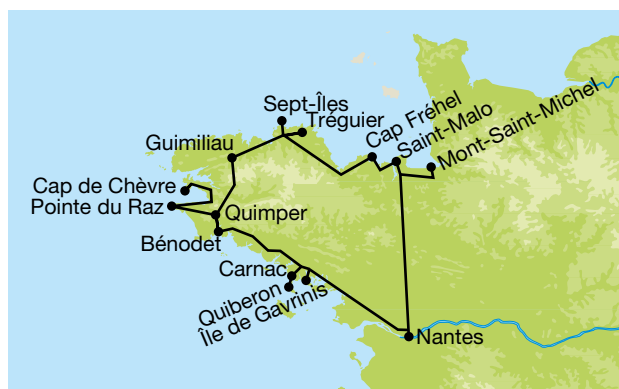 Sept-Îles
Tréguier
Cap Fréhel
Saint-Malo
Mont-Saint-Michel
Guimiliau
Cap de Chèvre
Pointe du Raz
Quimper
Bénodet
Carnac
Quiberon
Île de Gavrinis
Nantes